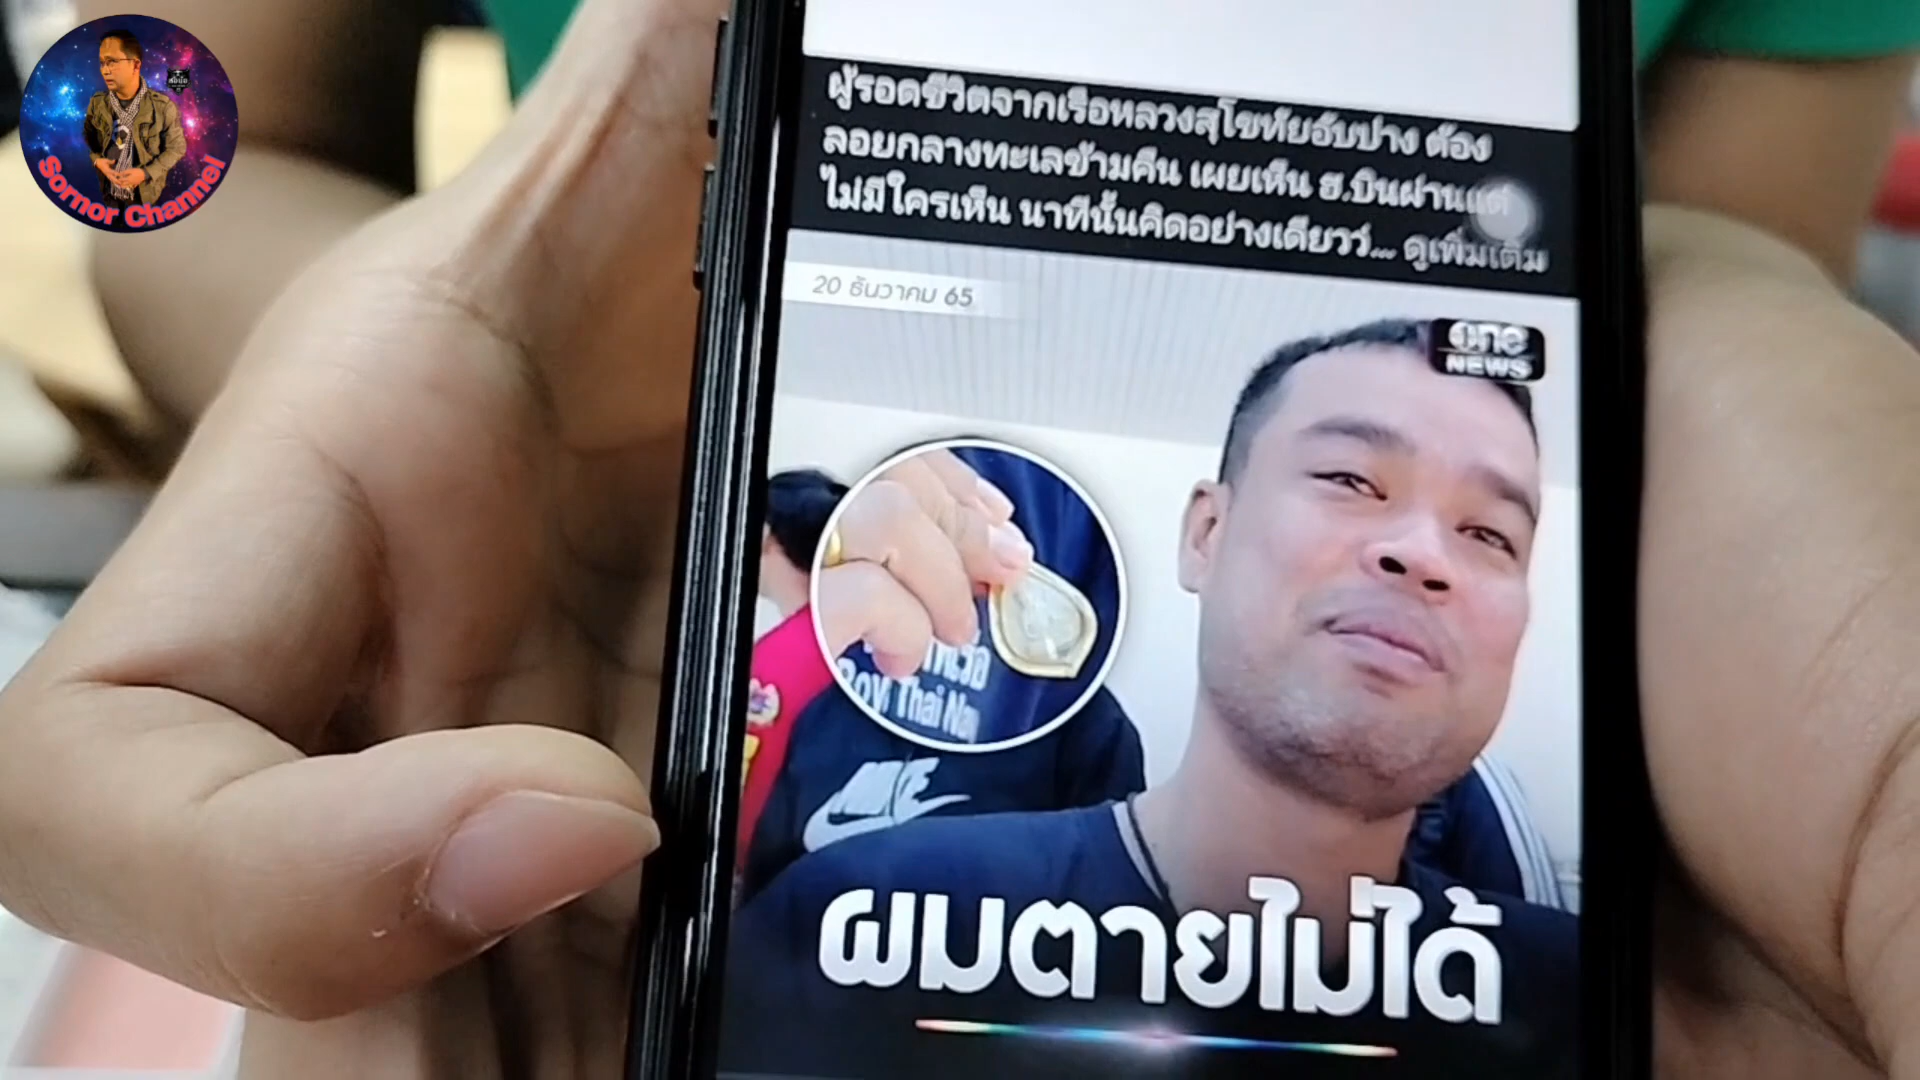 Sornor Channel
ผู้รอดชีวิตจากเรือหลวงสุโขทัยอับปาง ต้อง
ลอยกลางทะเลข้ามคืน เผยเห็น ฮ.บินผ่านแต่
ไม่มีใครเห็น นาทีนั้นคิดอย่างเดียวว่... ดูเพิ่มเติม
20 ธันวาคม 65
one
NEWS
Thai
NIKE
ผมตายไม่ได้